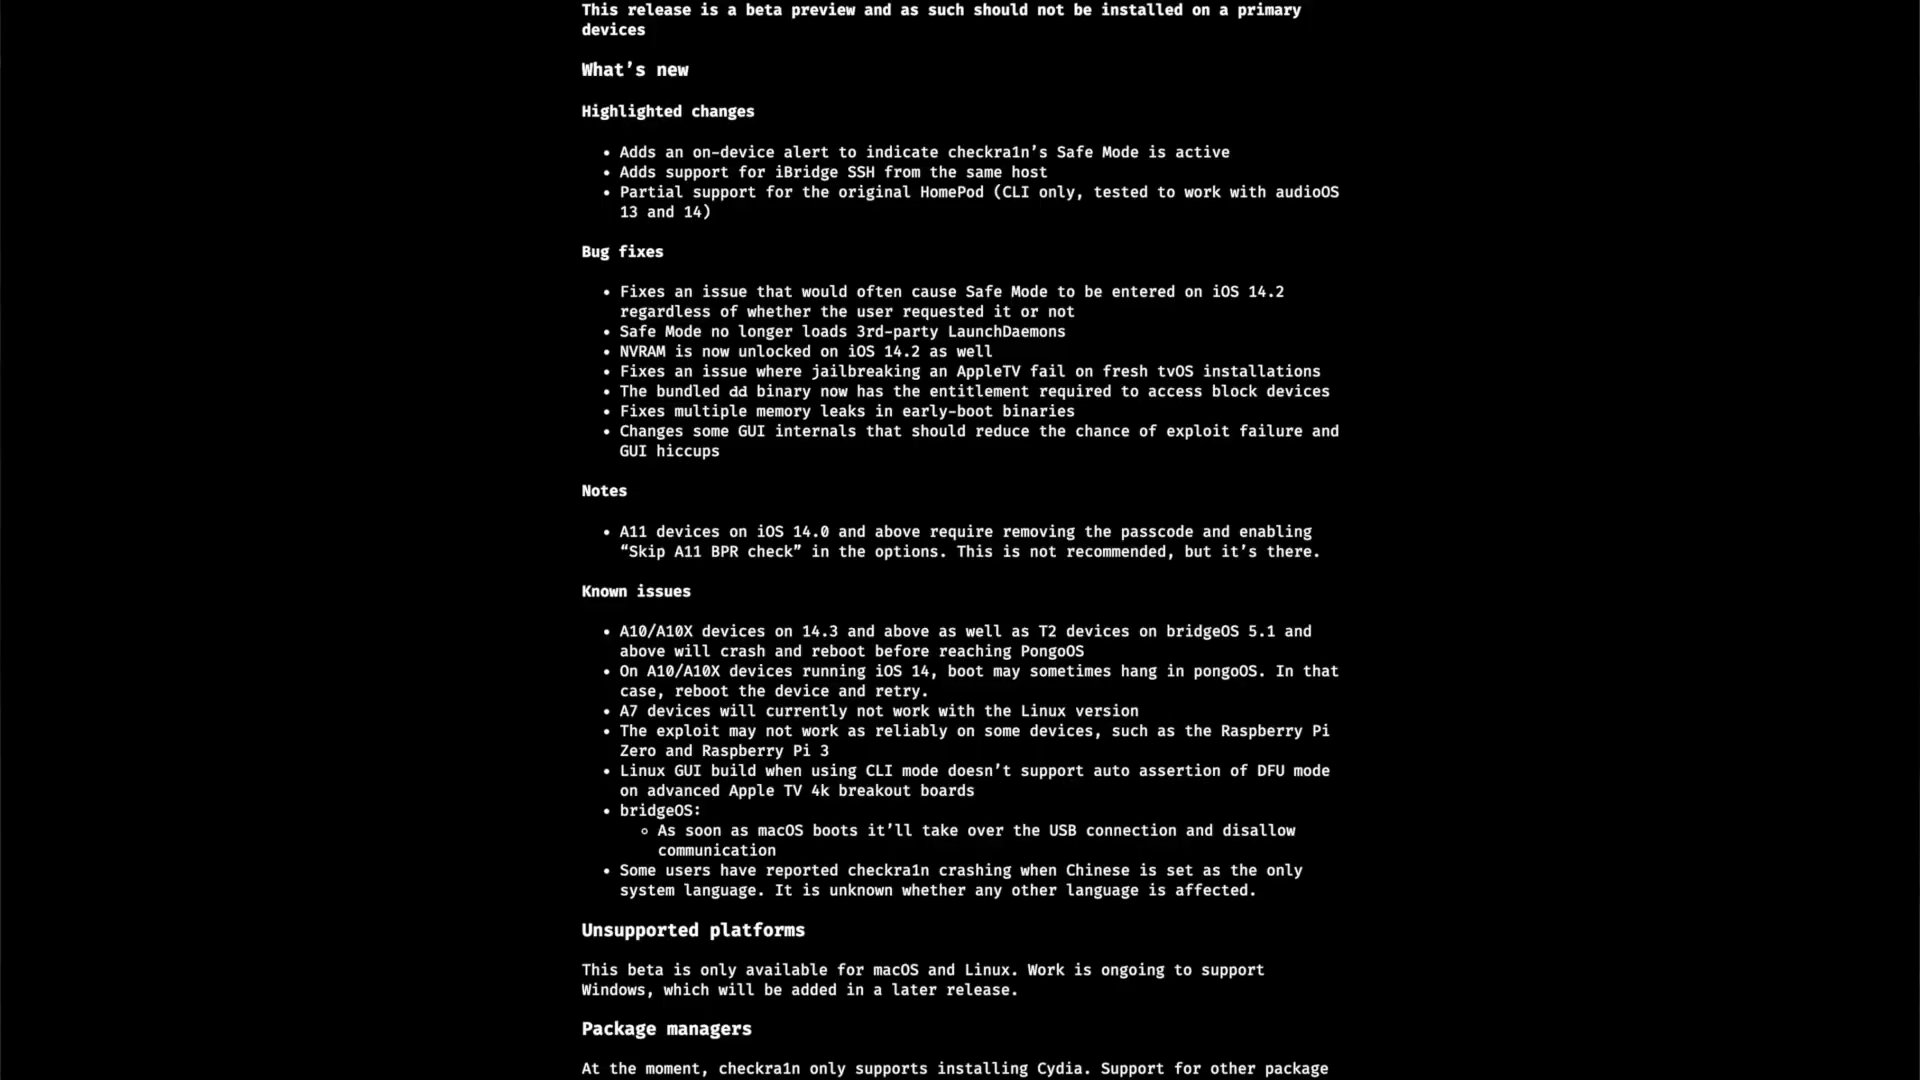 This release is a beta preview and as such should not be installed on a primary
devices
What’s new
Highlighted changes
• Adds an on-device alert to indicate checkra1n’s Safe Mode is active
• Adds support for iBridge SSH from the same host
• Partial support for the original HomePod (CLI only, tested to work with audioOS
13 and 14)
Bug fixes
• Fixes an issue that would often cause Safe Mode to be entered on iOS 14.2
regardless of whether the user requested it or not
• Safe Mode no longer loads 3rd-party LaunchDaemons
• NVRAM is now unlocked on iOS 14.2 as well
• Fixes an issue where jailbreaking an AppleTV fail on fresh tvOS installations
• The bundled dd binary now has the entitlement required to access block devices
• Fixes multiple memory leaks in early-boot binaries
• Changes some GUI internals that should reduce the chance of exploit failure and
GUI hiccups
Notes
• A11 devices on iOS 14.0 and above require removing the passcode and enabling
“Skip A11 BPR check” in the options. This is not recommended, but it’s there.
Known issues
• A10/A10X devices on 14.3 and above as well as T2 devices on bridgeOS 5.1 and
above will crash and reboot before reaching PongoOS
• On A10/A10X devices running iOS 14, boot may sometimes hang in pongoOS. In that
case, reboot the device and retry.
• A7 devices will currently not work with the Linux version
• The exploit may not work as reliably on some devices, such as the Raspberry Pi
Zero and Raspberry Pi 3
• Linux GUI build when using CLI mode doesn’t support auto assertion of DFU mode
on advanced Apple TV 4k breakout boards
• bridgeOS:
◦ As soon as macOS boots it’ll take over the USB connection and disallow
communication
• Some users have reported checkra1n crashing when Chinese is set as the only
system language. It is unknown whether any other language is affected.
Unsupported platforms
This beta is only available for macOS and Linux. Work is ongoing to support
Windows, which will be added in a later release.
Package managers
At the moment, checkra1n only supports installing Cydia. Support for other package